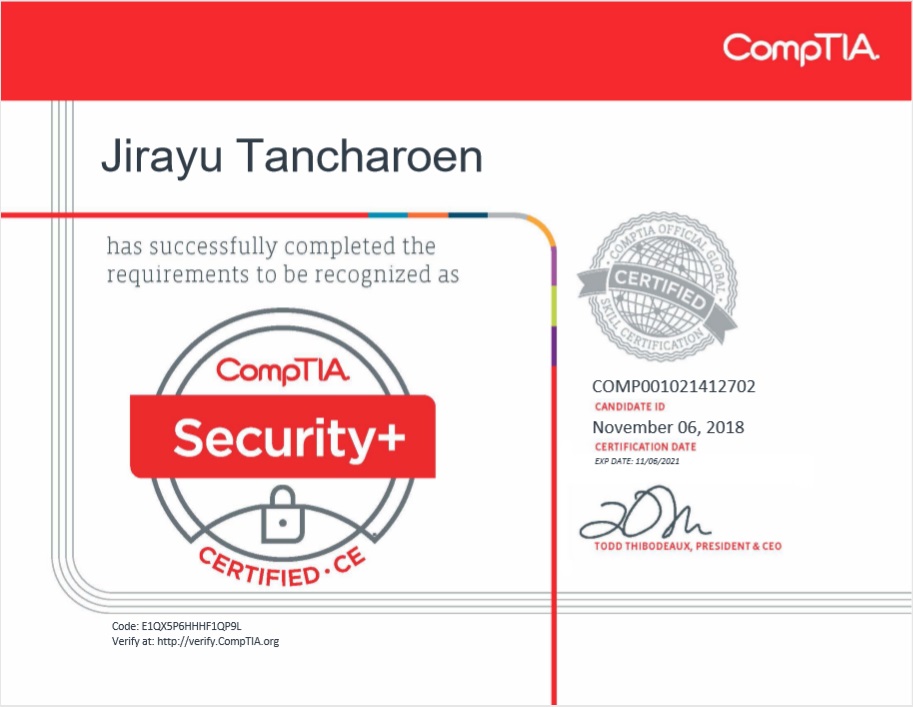 CompTIA.
Jirayu Tancharoen
has successfully completed the
requirements to be recognized as
CompTIA.
Security+
CERTIFIED · CE
COMPTIA OFFICIAL GLOBAL
CERTIFIED
SKILL CERTIFICATION
COMP001021412702
CANDIDATE ID
November 06, 2018
CERTIFICATION DATE
EXP DATE: 11/06/2021
TODD THIBODEAUX, PRESIDENT & CEO
Code: E1QX5P6HHHF1QP9L
Verify at: http://verify.CompTIA.org